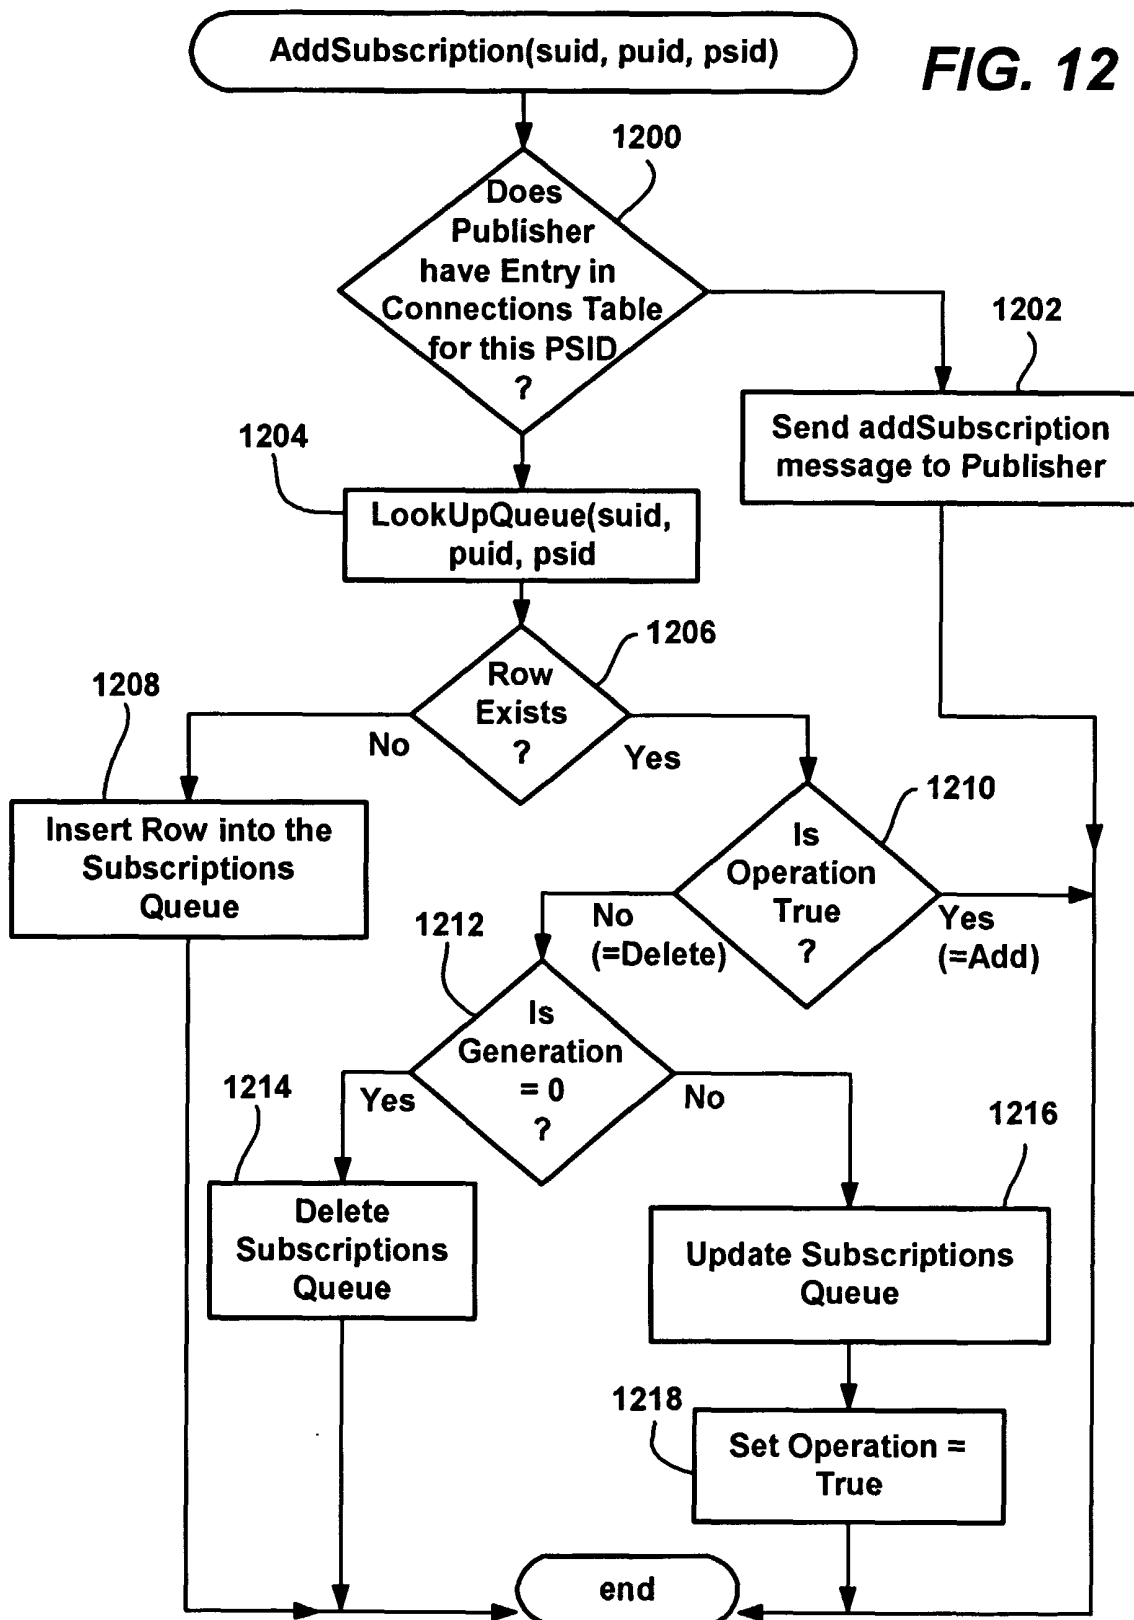 AddSubscription(suid, puid, psid)
FIG. 12
1200
Does
Publisher
have Entry in
Connections Table
for this PSID
?
1202
Send addSubscription
message to Publisher
1204
LookUpQueue(suid,
puid, psid
1206
Row
Exists
?
No
Yes
1208
Insert Row into the
Subscriptions
Queue
1210
Is
Operation
True
?
No
(=Delete)
Yes
(=Add)
1212
Is
Generation
= 0
?
Yes
No
1214
Delete
Subscriptions
Queue
1216
Update Subscriptions
Queue
1218
Set Operation =
True
end